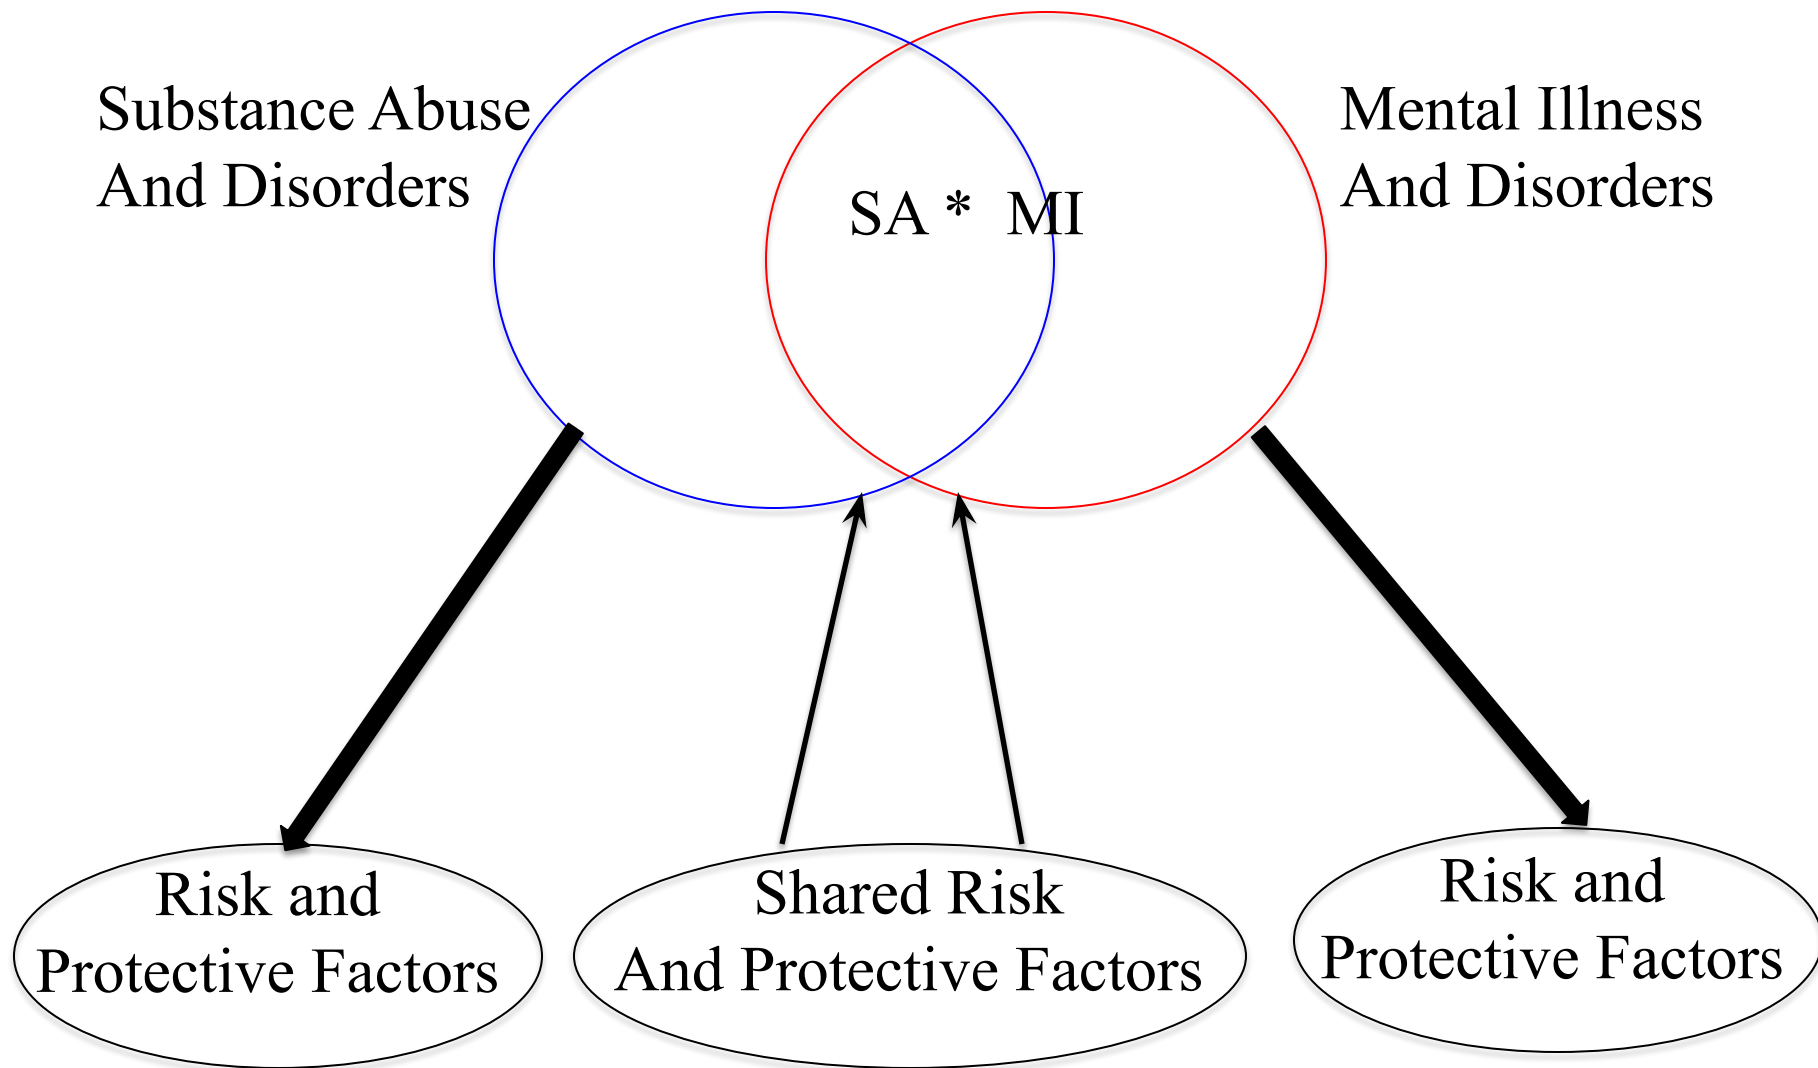 Substance Abuse
And Disorders
Mental Illness
And Disorders
SA * MI
Risk and
Protective Factors
Shared Risk
And Protective Factors
Risk and
Protective Factors